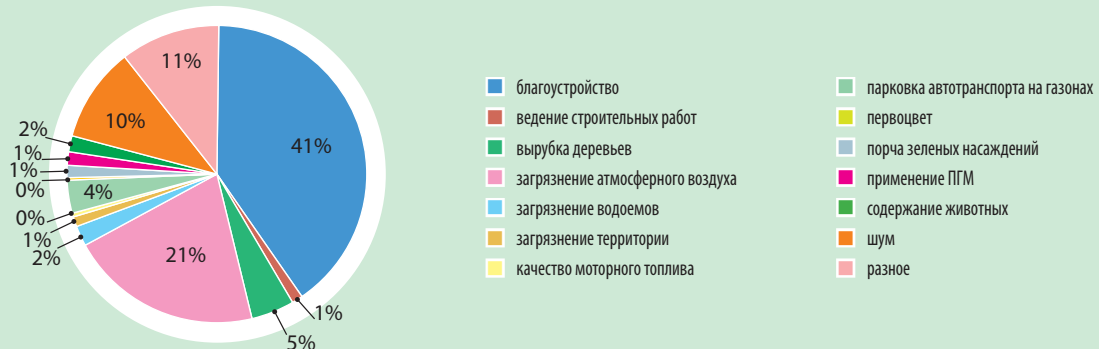 11%
10%
41%
2%
1%
1%
0%
4%
0%
1%
2%
21%
1%
5%
благоустройство
ведение строительных работ
вырубка деревьев
загрязнение атмосферного воздуха
загрязнение водоемов
загрязнение территории
качество моторного топлива
парковка автотранспорта на газонах
первоцвет
порча зеленых насаждений
применение ПГМ
содержание животных
шум
разное